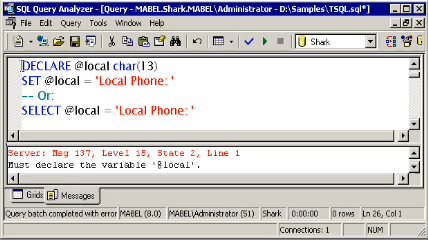 SQL Query Analyzer - [Query - MABEL.Shark.MABEL\Administrator - D:\Samples\TSQL.sql*]
File Edit Query Tools Window Help
Shark
DECLARE @local char(13)
SET @local = 'Local Phone: '
-- Or:
SELECT @local = 'Local Phone: '
Server: Msg 137, Level 15, State 2, Line 1
Must declare the variable '@local'.
Grids Messages
Query batch completed with error MABEL (8.0) MABEL\Administrator (51) Shark 0:00:00 0 rows Ln 26, Col 1
Connections: 1 NUM